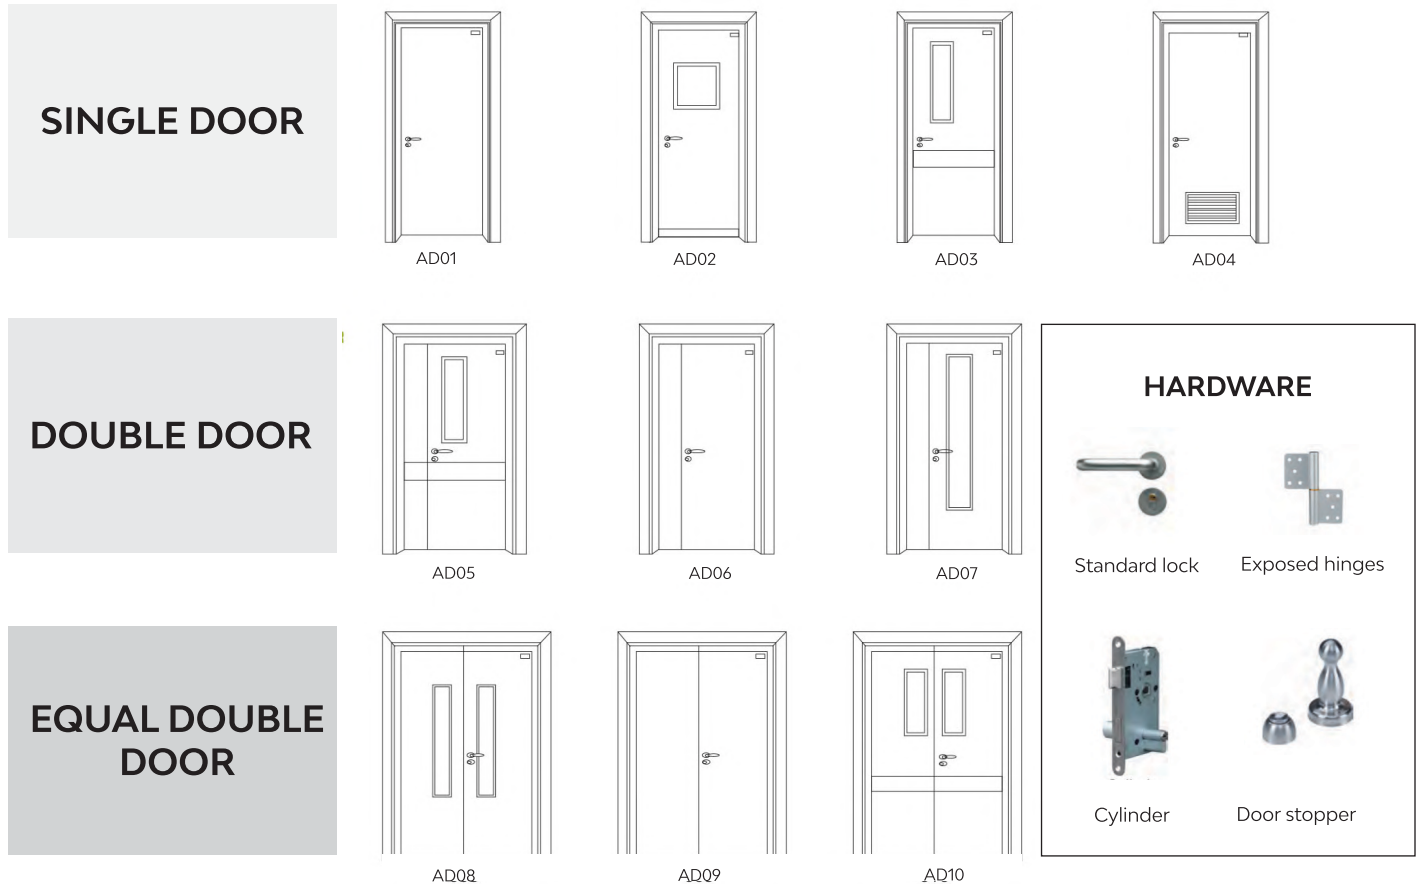 SINGLE DOOR
AD01
AD02
AD03
AD04
DOUBLE DOOR
AD05
AD06
AD07
HARDWARE
Standard lock
Exposed hinges
Cylinder
Door stopper
EQUAL DOUBLE
DOOR
AD08
AD09
AD10